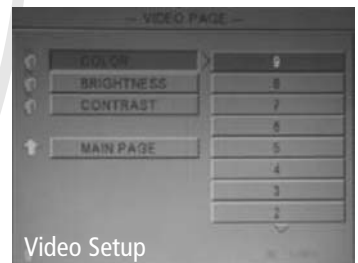 -- VIDEO PAGE --
COLOR
BRIGHTNESS
CONTRAST
MAIN PAGE
9
8
7
6
5
4
3
2
Video Setup